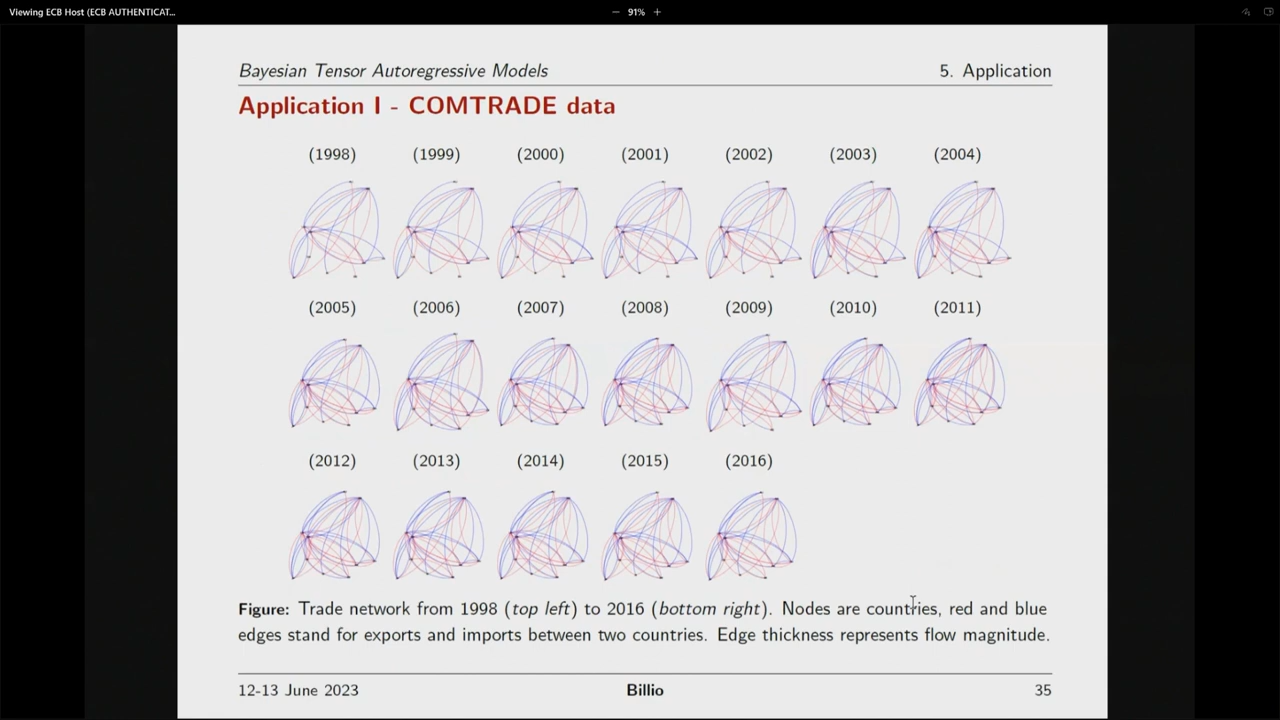 Viewing ECB Host (ECB AUTHENTICAT...
− 91% +
Bayesian Tensor Autoregressive Models 5. Application
Application I - COMTRADE data
(1998) (1999) (2000) (2001) (2002) (2003) (2004)
(2005) (2006) (2007) (2008) (2009) (2010) (2011)
(2012) (2013) (2014) (2015) (2016)
Figure: Trade network from 1998 (top left) to 2016 (bottom right). Nodes are countries, red and blue
edges stand for exports and imports between two countries. Edge thickness represents flow magnitude.
12-13 June 2023 Billio 35